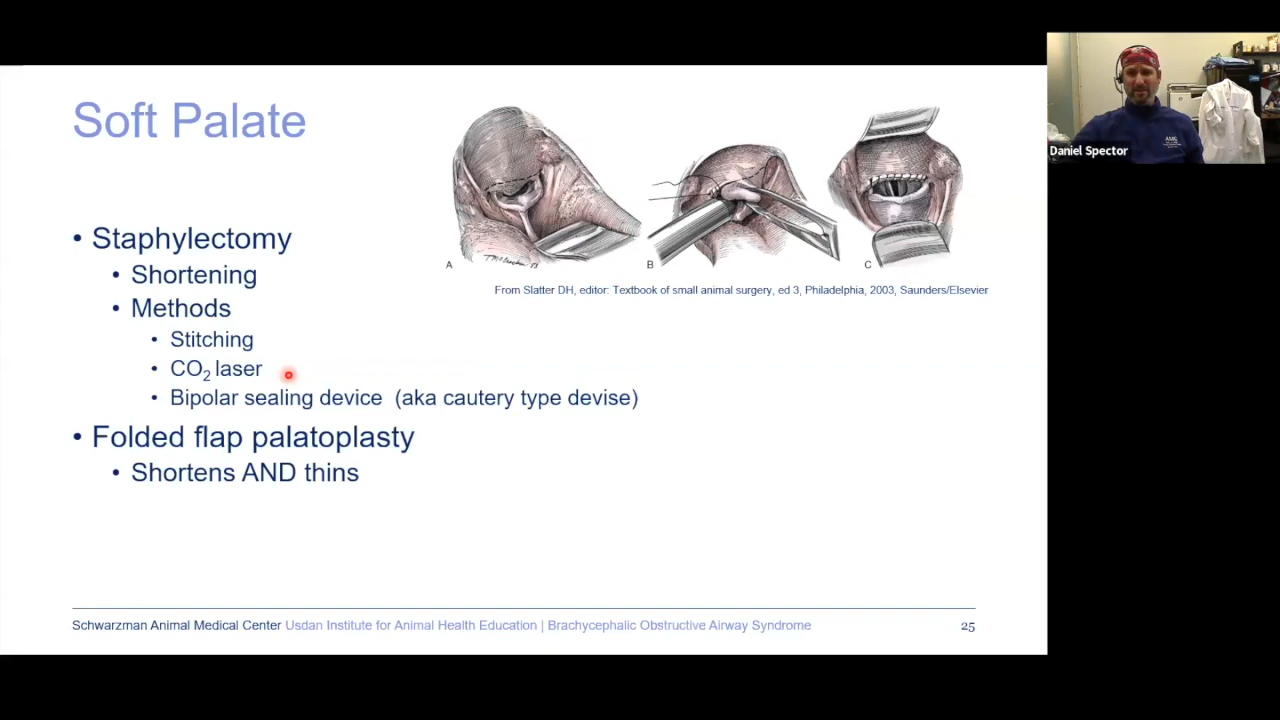 Soft Palate
A
B
C
From Slatter DH, editor: Textbook of small animal surgery, ed 3, Philadelphia, 2003, Saunders/Elsevier
• Staphylectomy
• Shortening
• Methods
• Stitching
• CO2 laser
• Bipolar sealing device (aka cautery type devise)
• Folded flap palatoplasty
• Shortens AND thins
Schwarzman Animal Medical Center Usdan Institute for Animal Health Education | Brachycephalic Obstructive Airway Syndrome
25
Daniel Spector